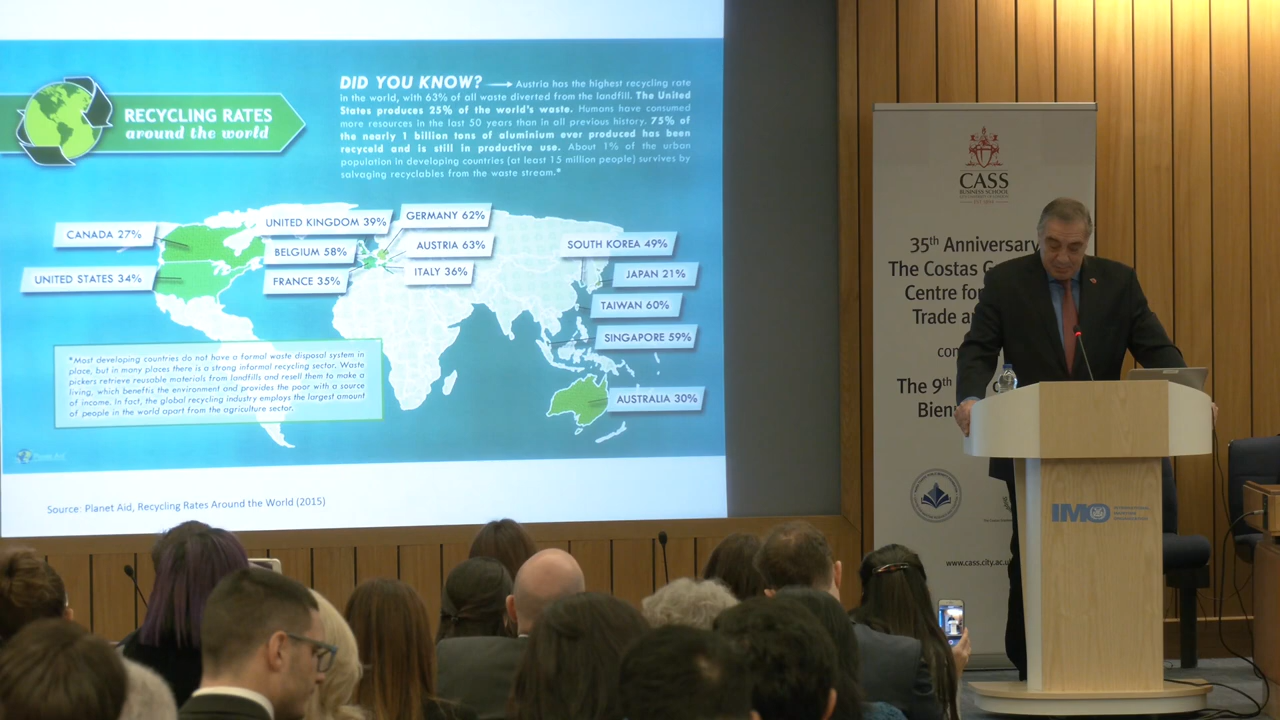 RECYCLING RATES
around the world
DID YOU KNOW? Austria has the highest recycling rate
in the world, with 63% of all waste diverted from the landfill. The United
States produces 25% of the world's waste. Humans have consumed
more resources in the last 50 years than in all previous history. 75% of
the nearly 1 billion tons of aluminium ever produced has been
recycled and is still in productive use. About 1% of the urban
population in developing countries (at least 15 million people) survives by
salvaging recyclables from the waste stream.*
CANADA 27%
UNITED STATES 34%
UNITED KINGDOM 39%
BELGIUM 58%
FRANCE 35%
GERMANY 62%
AUSTRIA 63%
ITALY 36%
SOUTH KOREA 49%
JAPAN 21%
TAIWAN 60%
SINGAPORE 59%
AUSTRALIA 30%
*Most developing countries do not have a formal waste disposal system in
place, but in many places there is a strong informal recycling sector. Waste
pickers retrieve reusable materials from landfills and resell them to make a
living, which benefits the environment and provides the poor with a source
of income. In fact, the global recycling industry employs the largest amount
of people in the world apart from the agriculture sector.
Planet Aid
Source: Planet Aid, Recycling Rates Around the World (2015)
CASS
BUSINESS SCHOOL
35th Anniversary
The Costas G
Centre for
Trade a
com
The 9th
Bienn
www.cass.city.ac.u
IMO